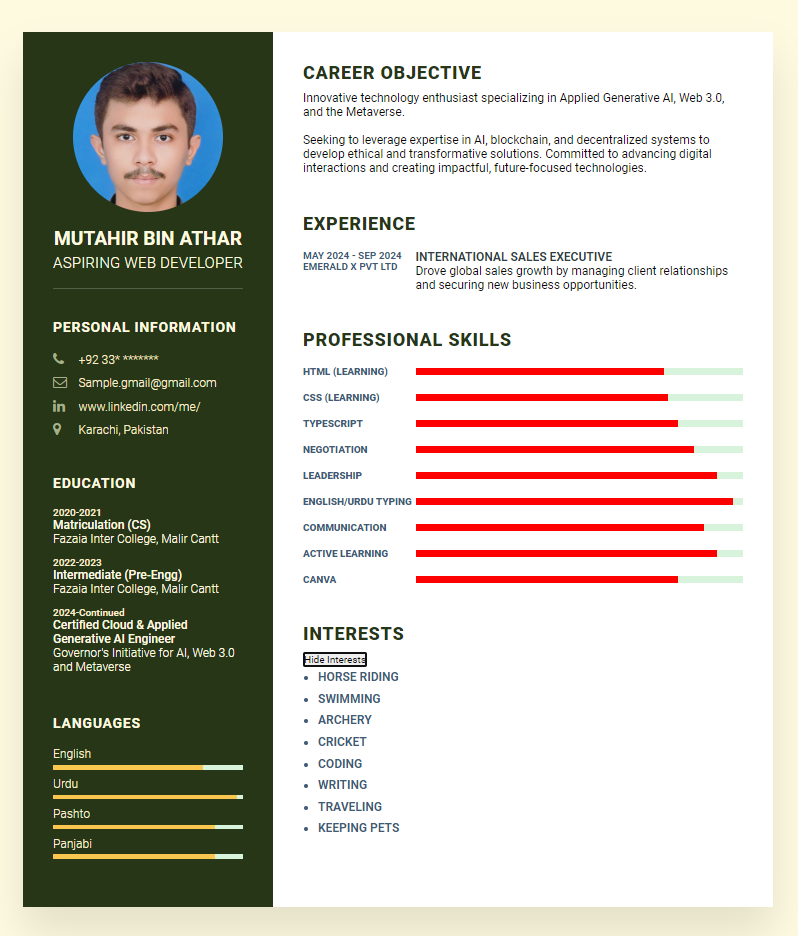 MUTAHIR BIN ATHAR
ASPIRING WEB DEVELOPER
PERSONAL INFORMATION
+92 33* *******
Sample.gmail@gmail.com
www.linkedin.com/me/
Karachi, Pakistan
EDUCATION
2020-2021
Matriculation (CS)
Fazaia Inter College, Malir Cantt
2022-2023
Intermediate (Pre-Engg)
Fazaia Inter College, Malir Cantt
2024-Continued
Certified Cloud & Applied
Generative AI Engineer
Governor's Initiative for AI, Web 3.0
and Metaverse
LANGUAGES
English
Urdu
Pashto
Panjabi
CAREER OBJECTIVE
Innovative technology enthusiast specializing in Applied Generative AI, Web 3.0,
and the Metaverse.
Seeking to leverage expertise in AI, blockchain, and decentralized systems to
develop ethical and transformative solutions. Committed to advancing digital
interactions and creating impactful, future-focused technologies.
EXPERIENCE
MAY 2024 - SEP 2024
EMERALD X PVT LTD
INTERNATIONAL SALES EXECUTIVE
Drove global sales growth by managing client relationships
and securing new business opportunities.
PROFESSIONAL SKILLS
HTML (LEARNING)
CSS (LEARNING)
TYPESCRIPT
NEGOTIATION
LEADERSHIP
ENGLISH/URDU TYPING
COMMUNICATION
ACTIVE LEARNING
CANVA
INTERESTS
Hide Interests
• HORSE RIDING
• SWIMMING
• ARCHERY
• CRICKET
• CODING
• WRITING
• TRAVELING
• KEEPING PETS